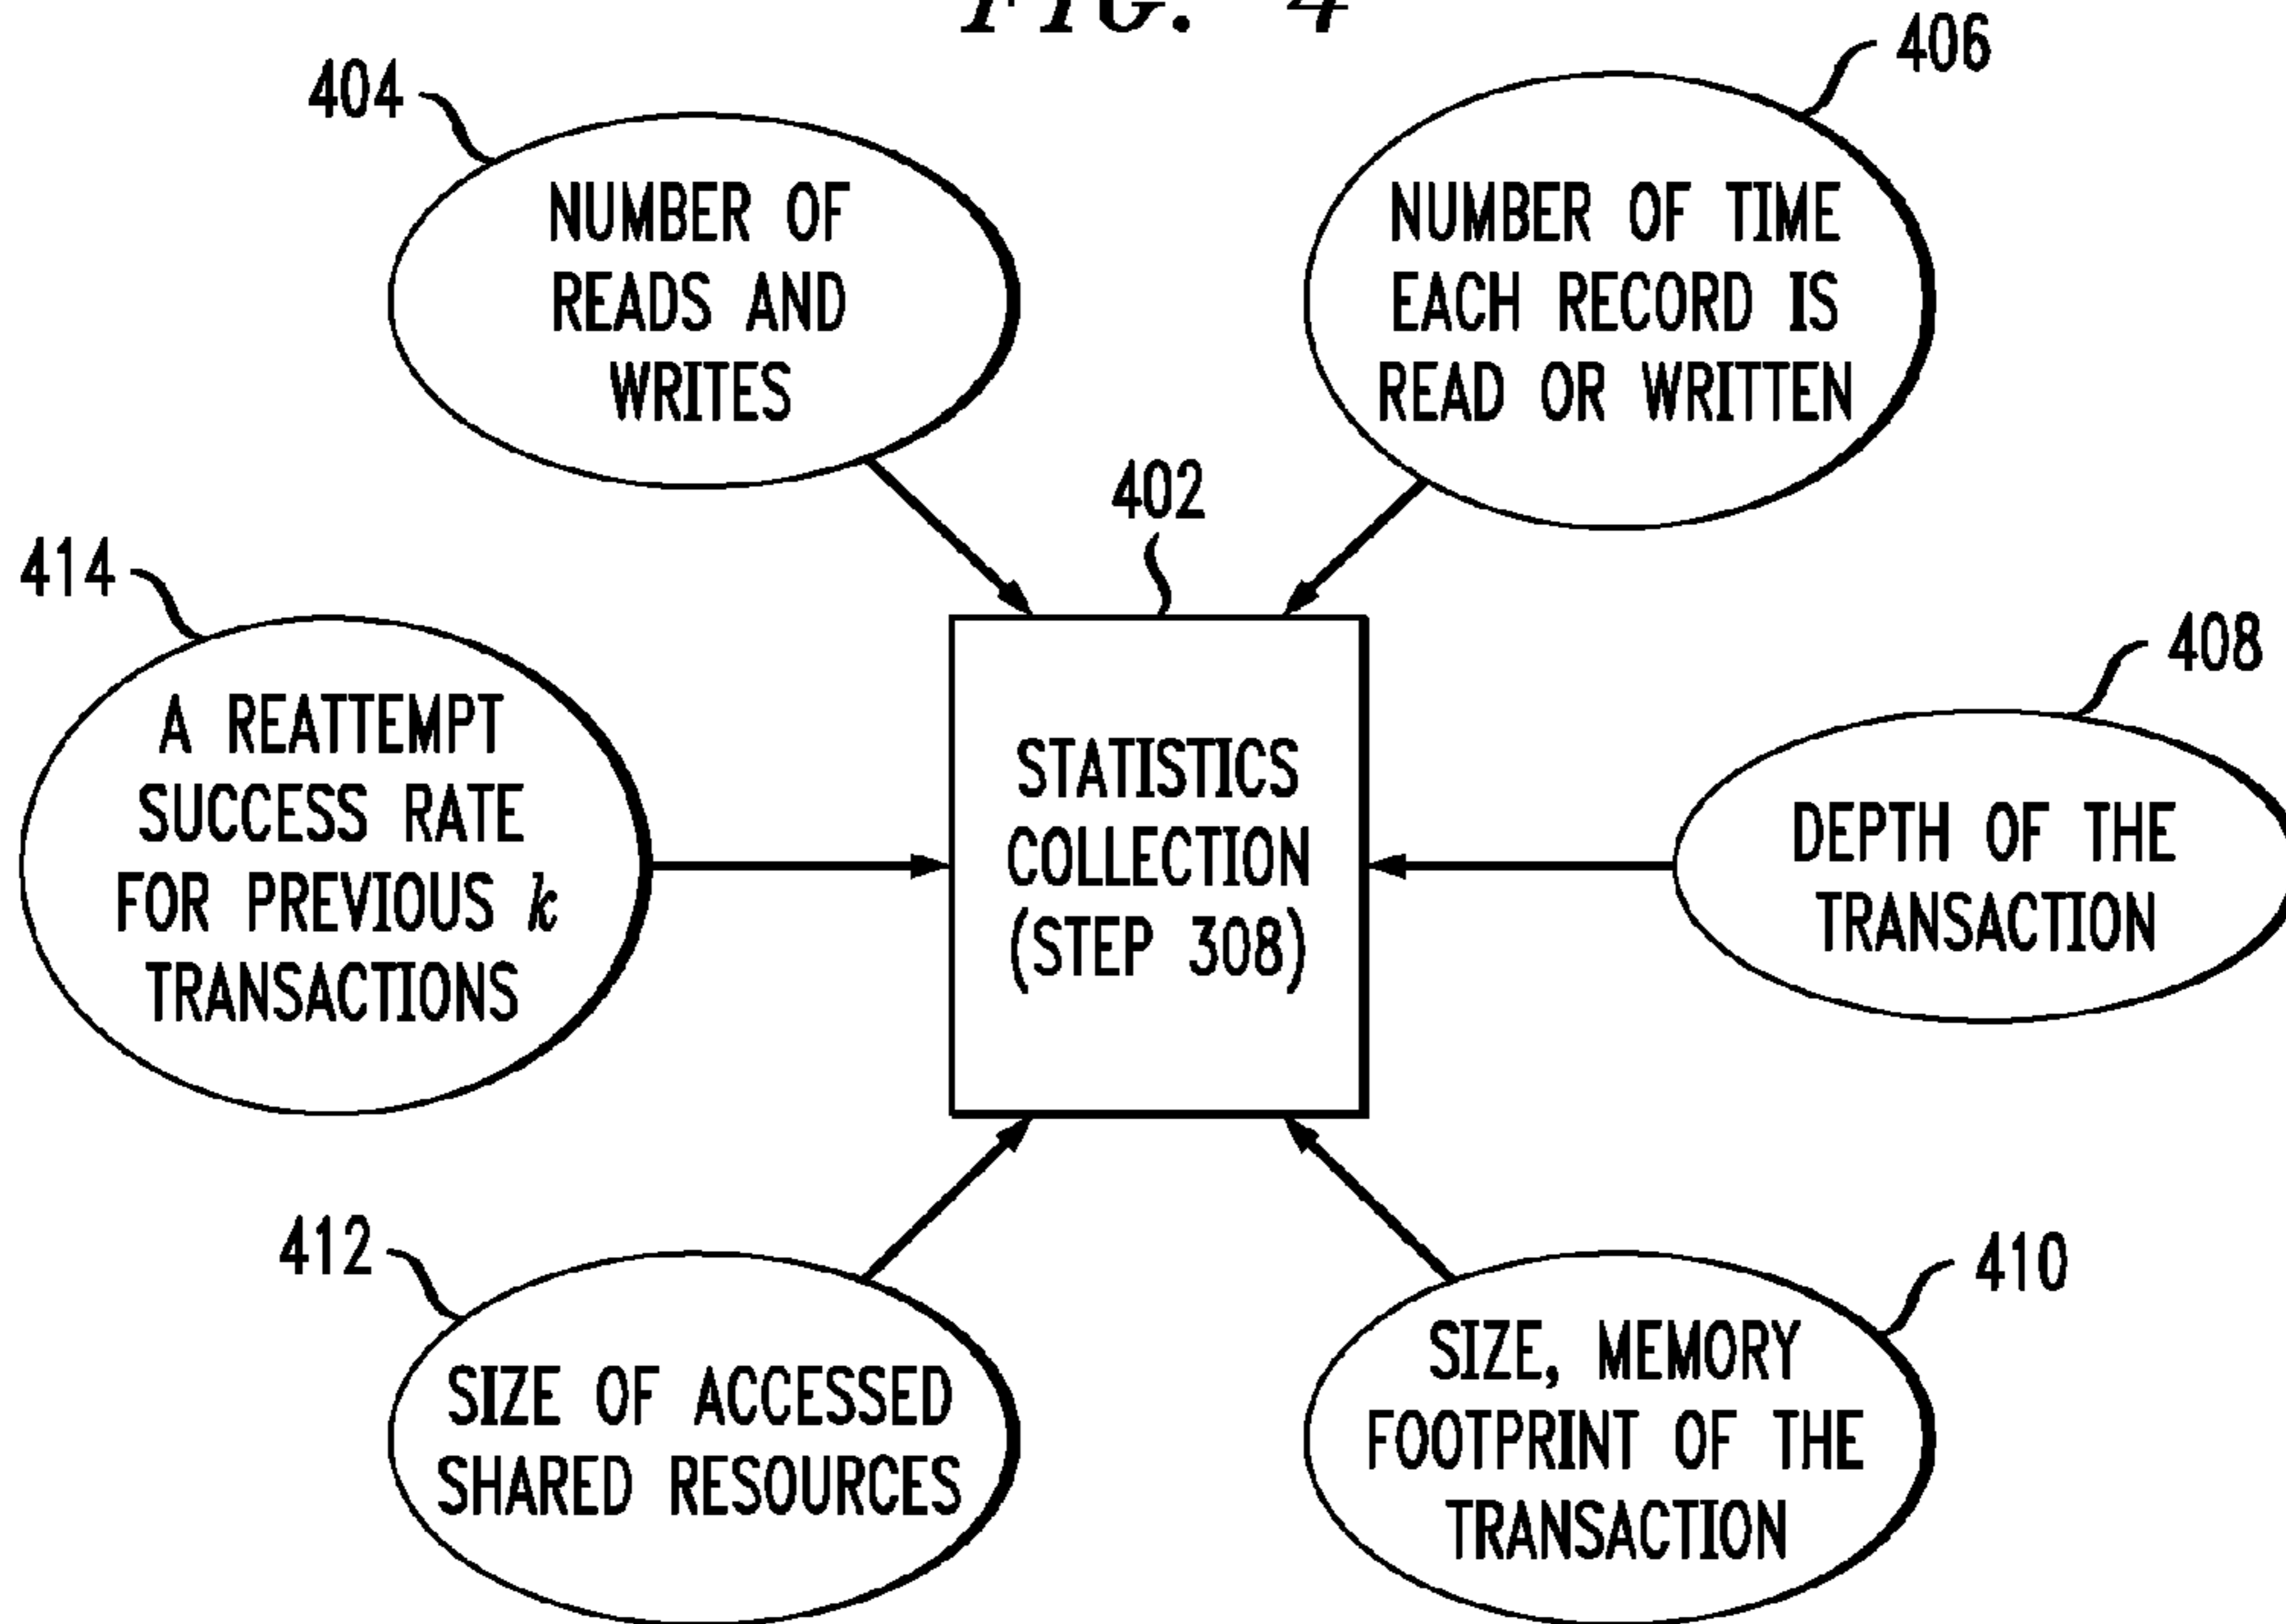 FIG. 4
404
NUMBER OF
READS AND
WRITES
406
NUMBER OF TIME
EACH RECORD IS
READ OR WRITTEN
402
STATISTICS
COLLECTION
(STEP 308)
414
A REATTEMPT
SUCCESS RATE
FOR PREVIOUS k
TRANSACTIONS
408
DEPTH OF THE
TRANSACTION
412
SIZE OF ACCESSED
SHARED RESOURCES
410
SIZE, MEMORY
FOOTPRINT OF THE
TRANSACTION